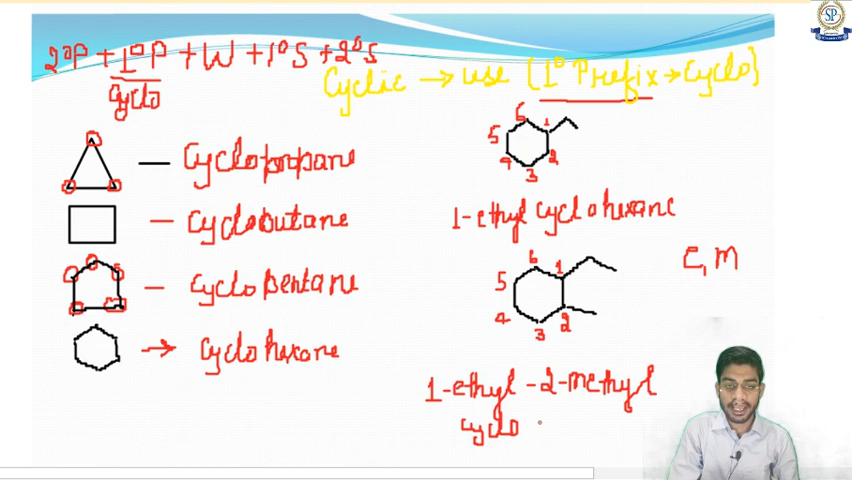 2°P + 1°P + W + 1°S + 2°S
Cyclo
Cyclic → use [1° Prefix → Cyclo]
— Cyclopropane
— Cyclobutane
— Cyclopentane
→ Cyclohexane
6
5
1
4
2
3
1-ethyl cyclohexane
6
1
5
4
2
3
E, M
1-ethyl-2-methyl
cyclo
SP